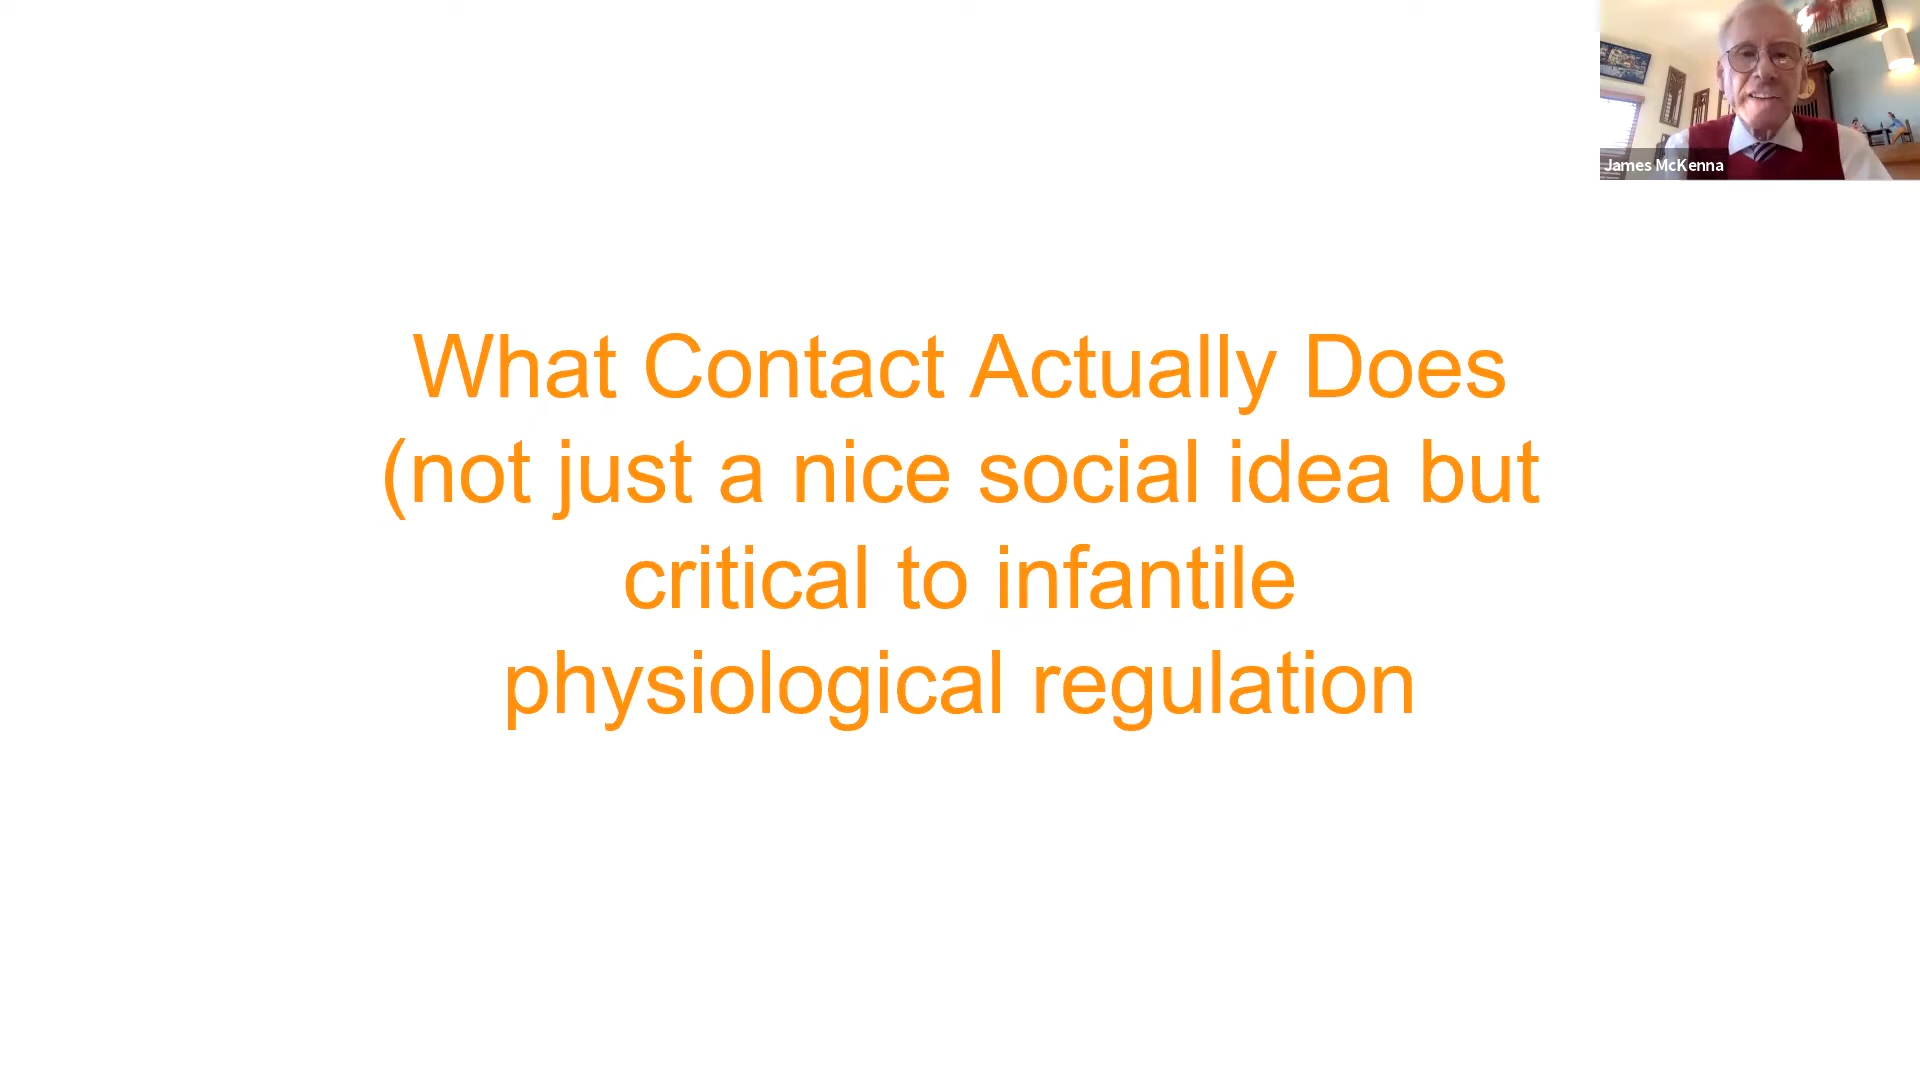 James McKenna
What Contact Actually Does
(not just a nice social idea but
critical to infantile
physiological regulation